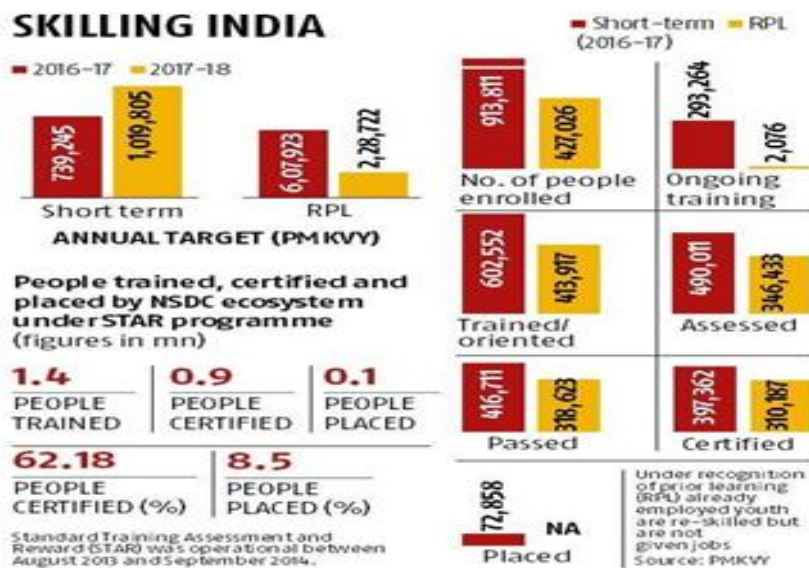 SKILLING INDIA
2016-17 2017-18
739,245
1,019,805
6,07,923
2,28,722
Short term RPL
ANNUAL TARGET (PMKVY)
People trained, certified and
placed by NSDC ecosystem
under STAR programme
(figures in mn)
1.4
PEOPLE
TRAINED
0.9
PEOPLE
CERTIFIED
0.1
PEOPLE
PLACED
62.18
PEOPLE
CERTIFIED (%)
8.5
PEOPLE
PLACED (%)
Standard Training Assessment and
Reward (STAR) was operational between
August 2013 and September 2014.
Short-term RPL
(2016-17)
913,811
427,026
No. of people
enrolled
293,264
2,076
Ongoing
training
602,552
413,917
Trained/
oriented
490,011
346,433
Assessed
416,711
318,623
Passed
397,362
310,187
Certified
72,858
NA
Placed
Under recognition
of prior learning
(RPL) already
employed youth
are re-skilled but
are not
given jobs
Source: PMKVY